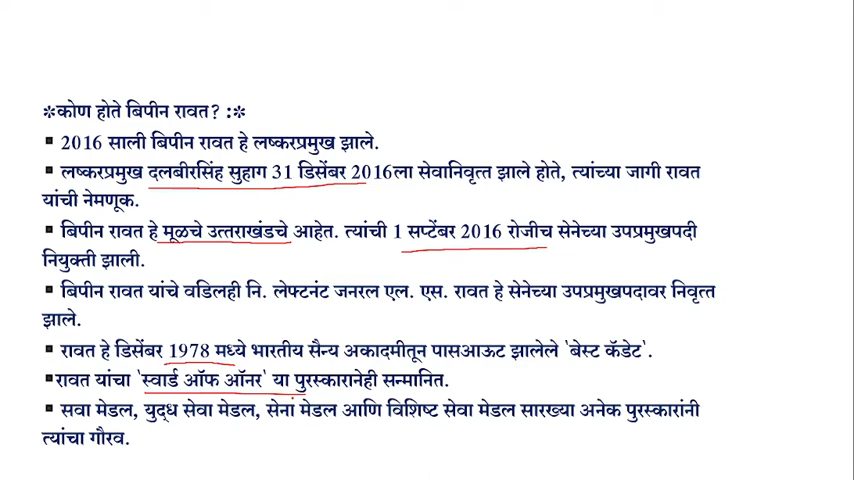 ✻कोण होते बिपीन रावत? :✻
▪ 2016 साली बिपीन रावत हे लष्करप्रमुख झाले.
▪ लष्करप्रमुख दलबीरसिंह सुहाग 31 डिसेंबर 2016ला सेवानिवृत्त झाले होते, त्यांच्या जागी रावत
यांची नेमणूक.
▪ बिपीन रावत हे मूळचे उत्तराखंडचे आहेत. त्यांची 1 सप्टेंबर 2016 रोजीच सेनेच्या उपप्रमुखपदी
नियुक्ती झाली.
▪ बिपीन रावत यांचे वडिलही नि. लेफ्टनंट जनरल एल. एस. रावत हे सेनेच्या उपप्रमुखपदावर निवृत्त
झाले.
▪ रावत हे डिसेंबर 1978 मध्ये भारतीय सैन्य अकादमीतून पासआऊट झालेले 'बेस्ट कॅडेट'.
▪रावत यांचा 'स्वार्ड ऑफ ऑनर' या पुरस्कारानेही सन्मानित.
▪ सवा मेडल, युद्ध सेवा मेडल, सेना मेडल आणि विशिष्ट सेवा मेडल सारख्या अनेक पुरस्कारांनी
त्यांचा गौरव.